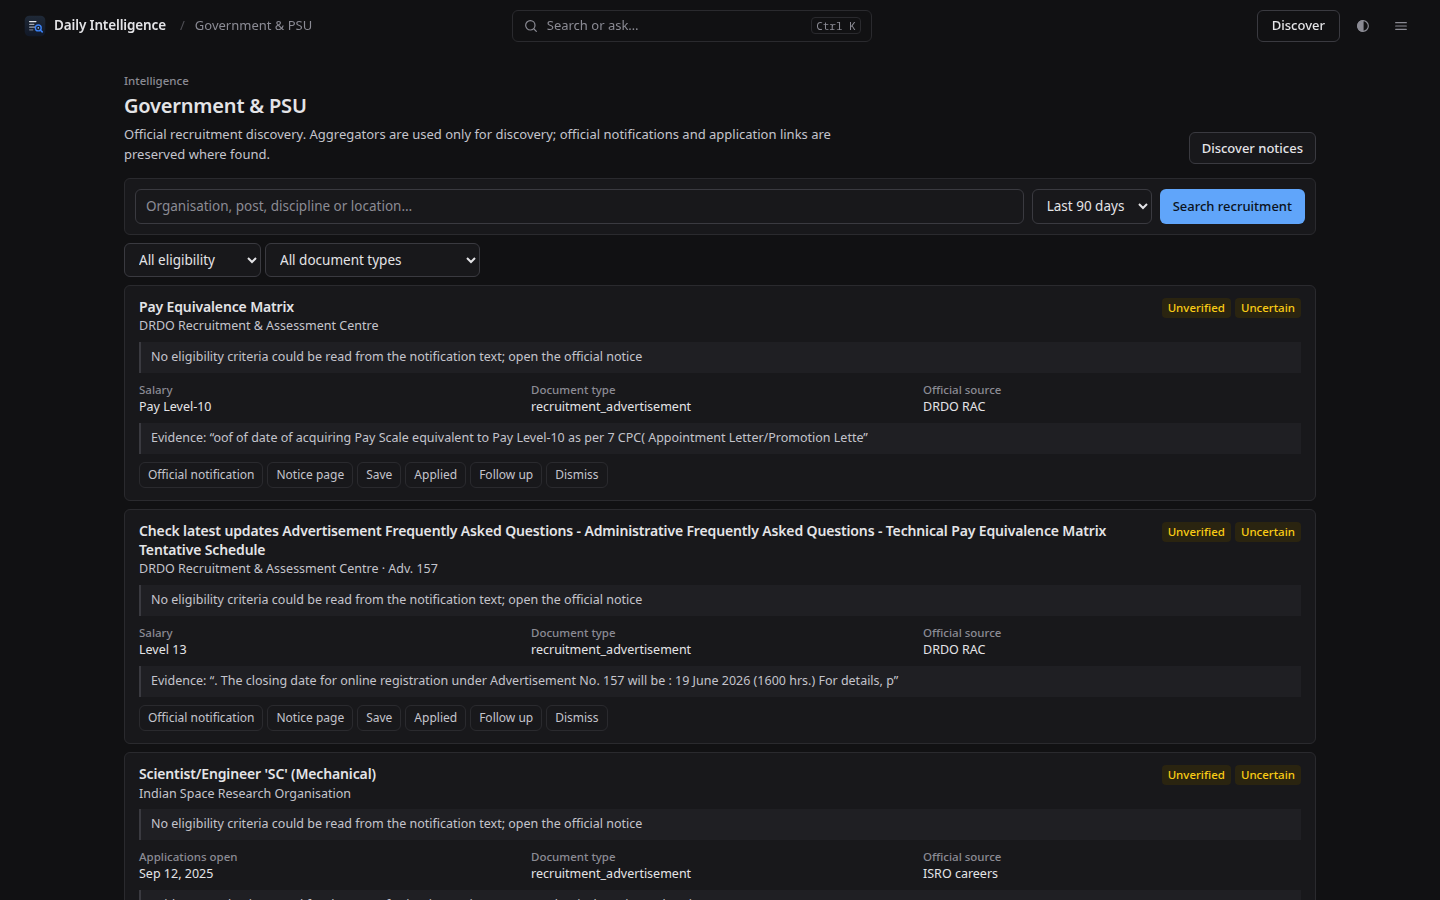 Daily Intelligence / Government & PSU
Search or ask...
Ctrl K
Discover
Intelligence
Government & PSU
Official recruitment discovery. Aggregators are used only for discovery; official notifications and application links are
preserved where found.
Discover notices
Organisation, post, discipline or location...
Last 90 days
Search recruitment
All eligibility
All document types
Pay Equivalence Matrix
Unverified
Uncertain
DRDO Recruitment & Assessment Centre
No eligibility criteria could be read from the notification text; open the official notice
Salary
Document type
Official source
Pay Level-10
recruitment_advertisement
DRDO RAC
Evidence: “oof of date of acquiring Pay Scale equivalent to Pay Level-10 as per 7 CPC( Appointment Letter/Promotion Lette”
Official notification
Notice page
Save
Applied
Follow up
Dismiss
Check latest updates Advertisement Frequently Asked Questions - Administrative Frequently Asked Questions - Technical Pay Equivalence Matrix
Tentative Schedule
Unverified
Uncertain
DRDO Recruitment & Assessment Centre · Adv. 157
No eligibility criteria could be read from the notification text; open the official notice
Salary
Document type
Official source
Level 13
recruitment_advertisement
DRDO RAC
Evidence: “. The closing date for online registration under Advertisement No. 157 will be : 19 June 2026 (1600 hrs.) For details, p”
Official notification
Notice page
Save
Applied
Follow up
Dismiss
Scientist/Engineer 'SC' (Mechanical)
Unverified
Uncertain
Indian Space Research Organisation
No eligibility criteria could be read from the notification text; open the official notice
Applications open
Document type
Official source
Sep 12, 2025
recruitment_advertisement
ISRO careers